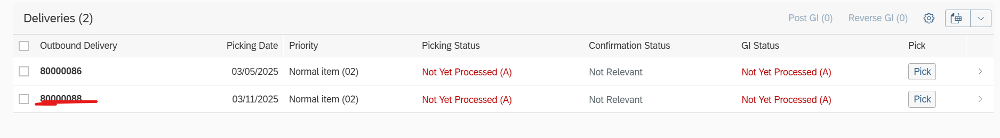 Deliveries (2) Post GI (0) Reverse GI (0)
Outbound Delivery Picking Date Priority Picking Status Confirmation Status GI Status Pick
80000086 03/05/2025 Normal item (02) Not Yet Processed (A) Not Relevant Not Yet Processed (A) Pick
80000088 03/11/2025 Normal item (02) Not Yet Processed (A) Not Relevant Not Yet Processed (A) Pick